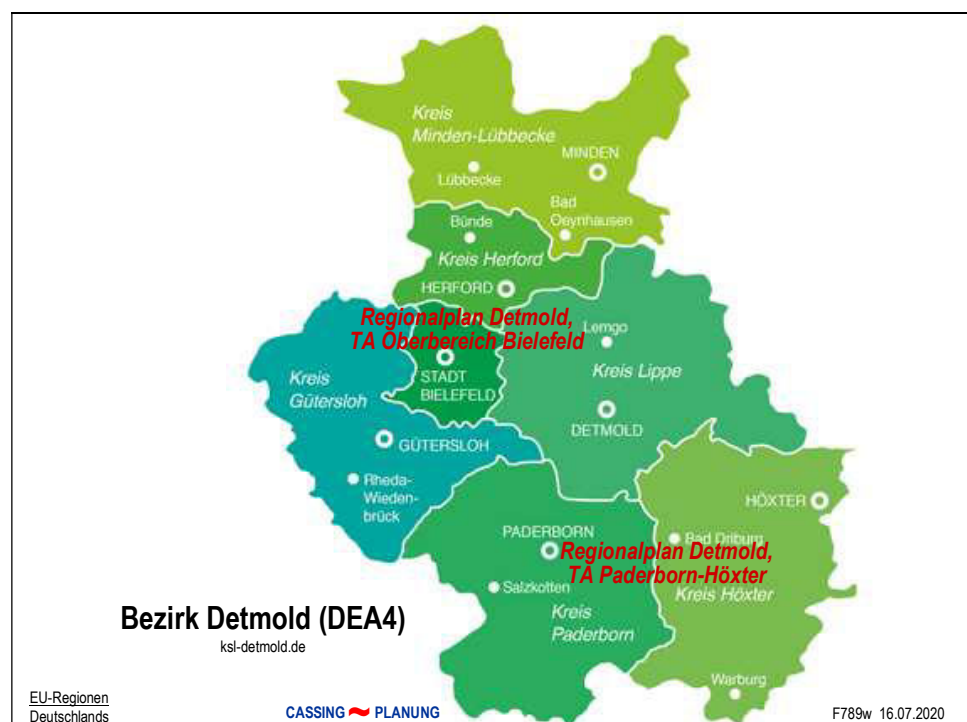 Kreis
Minden-Lübbecke
MINDEN
Lübbecke
Bad
Oeynhausen
Bünde
Kreis Herford
HERFORD
Regionalplan Detmold,
TA Oberbereich Bielefeld
Lemgo
Kreis
Gütersloh
STADT
BIELEFELD
Kreis Lippe
DETMOLD
GÜTERSLOH
Rheda-
Wieden-
brück
HÖXTER
PADERBORN
Bad Driburg
Regionalplan Detmold,
TA Paderborn-Höxter
Salzkotten
Kreis Höxter
Kreis
Paderborn
Bezirk Detmold (DEA4)
ksl-detmold.de
Warburg
EU-Regionen
Deutschlands
CASSING PLANUNG
F789w 16.07.2020